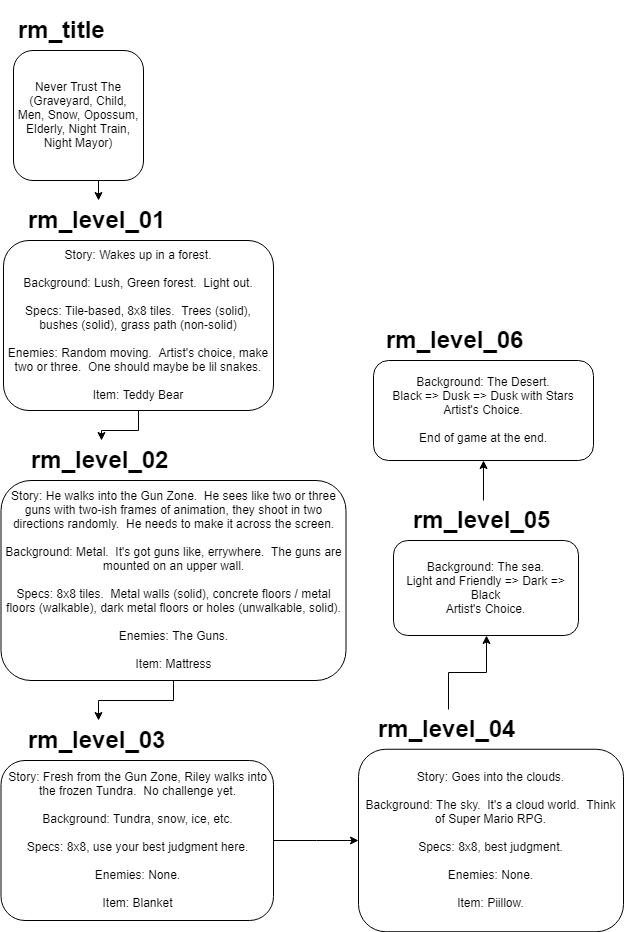 rm_title
Never Trust The
(Graveyard, Child,
Men, Snow, Opossum,
Elderly, Night Train,
Night Mayor)
rm_level_01
Story: Wakes up in a forest.
Background: Lush, Green forest.  Light out.
Specs: Tile-based, 8x8 tiles.  Trees (solid),
bushes (solid), grass path (non-solid)
Enemies: Random moving.  Artist's choice, make
two or three.  One should maybe be lil snakes.
Item: Teddy Bear
rm_level_02
Story: He walks into the Gun Zone.  He sees like two or three
guns with two-ish frames of animation, they shoot in two
directions randomly.  He needs to make it across the screen.
Background: Metal.  It's got guns like, errywhere.  The guns are
mounted on an upper wall.
Specs: 8x8 tiles.  Metal walls (solid), concrete floors / metal
floors (walkable), dark metal floors or holes (unwalkable, solid).
Enemies: The Guns.
Item: Mattress
rm_level_03
Story: Fresh from the Gun Zone, Riley walks into
the frozen Tundra.  No challenge yet.
Background: Tundra, snow, ice, etc.
Specs: 8x8, use your best judgment here.
Enemies: None.
Item: Blanket
rm_level_04
Story: Goes into the clouds.
Background: The sky.  It's a cloud world.  Think
of Super Mario RPG.
Specs: 8x8, best judgment.
Enemies: None.
Item: Piillow.
rm_level_05
Background: The sea.
Light and Friendly => Dark =>
Black
Artist's Choice.
rm_level_06
Background: The Desert.
Black => Dusk => Dusk with Stars
Artist's Choice.
End of game at the end.